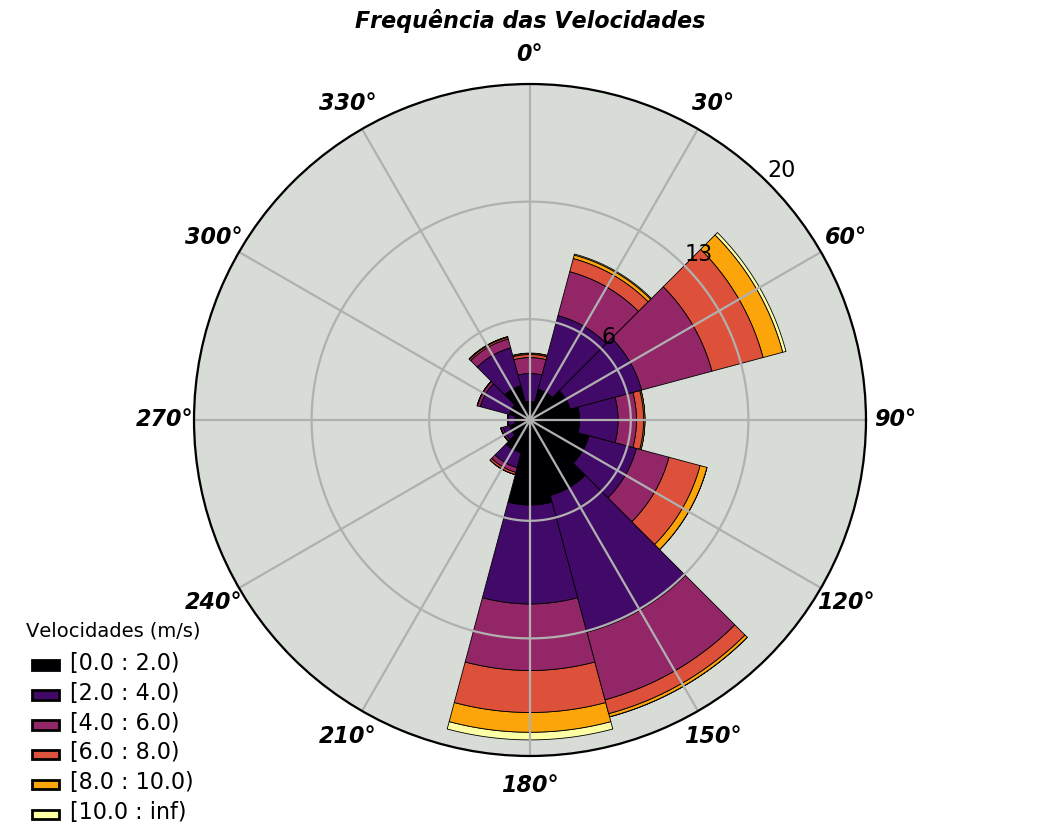 Frequência das Velocidades
0°
330°
30°
20
300°
60°
13
6
270°
90°
240°
120°
210°
150°
180°
Velocidades (m/s)
[0.0 : 2.0)
[2.0 : 4.0)
[4.0 : 6.0)
[6.0 : 8.0)
[8.0 : 10.0)
[10.0 : inf)